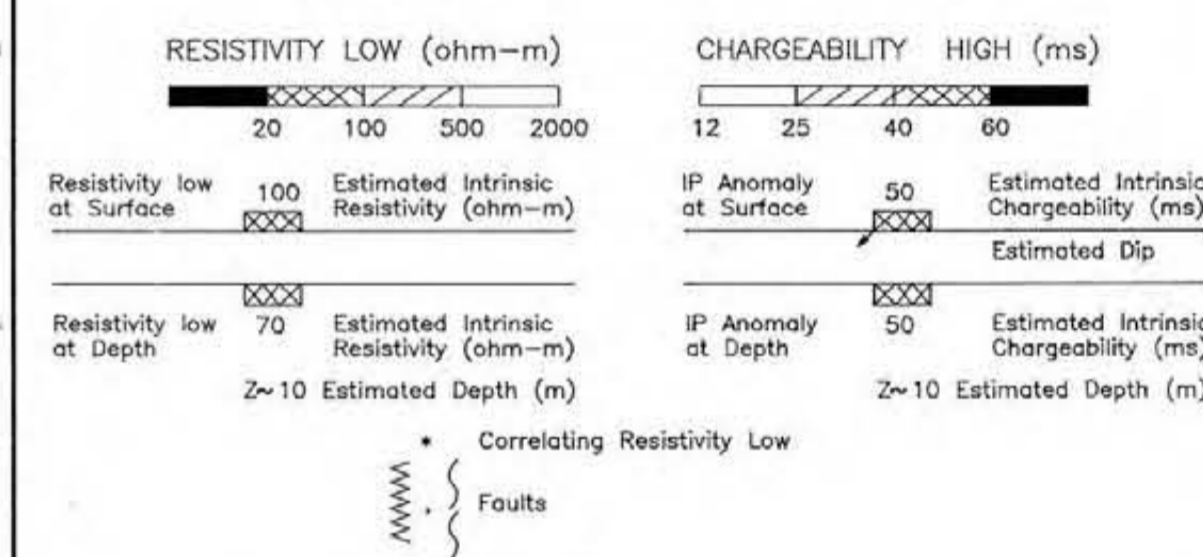 RESISTIVITY LOW (ohm-m)
20 100 500 2000
Resistivity low
at Surface
100
Estimated Intrinsic
Resistivity (ohm-m)
Resistivity low
at Depth
70
Estimated Intrinsic
Resistivity (ohm-m)
Z~10 Estimated Depth (m)
CHARGEABILITY HIGH (ms)
12 25 40 60
IP Anomaly
at Surface
50
Estimated Intrinsic
Chargeability (ms)
Estimated Dip
IP Anomaly
at Depth
50
Estimated Intrinsic
Chargeability (ms)
Z~10 Estimated Depth (m)
* Correlating Resistivity Low
Faults